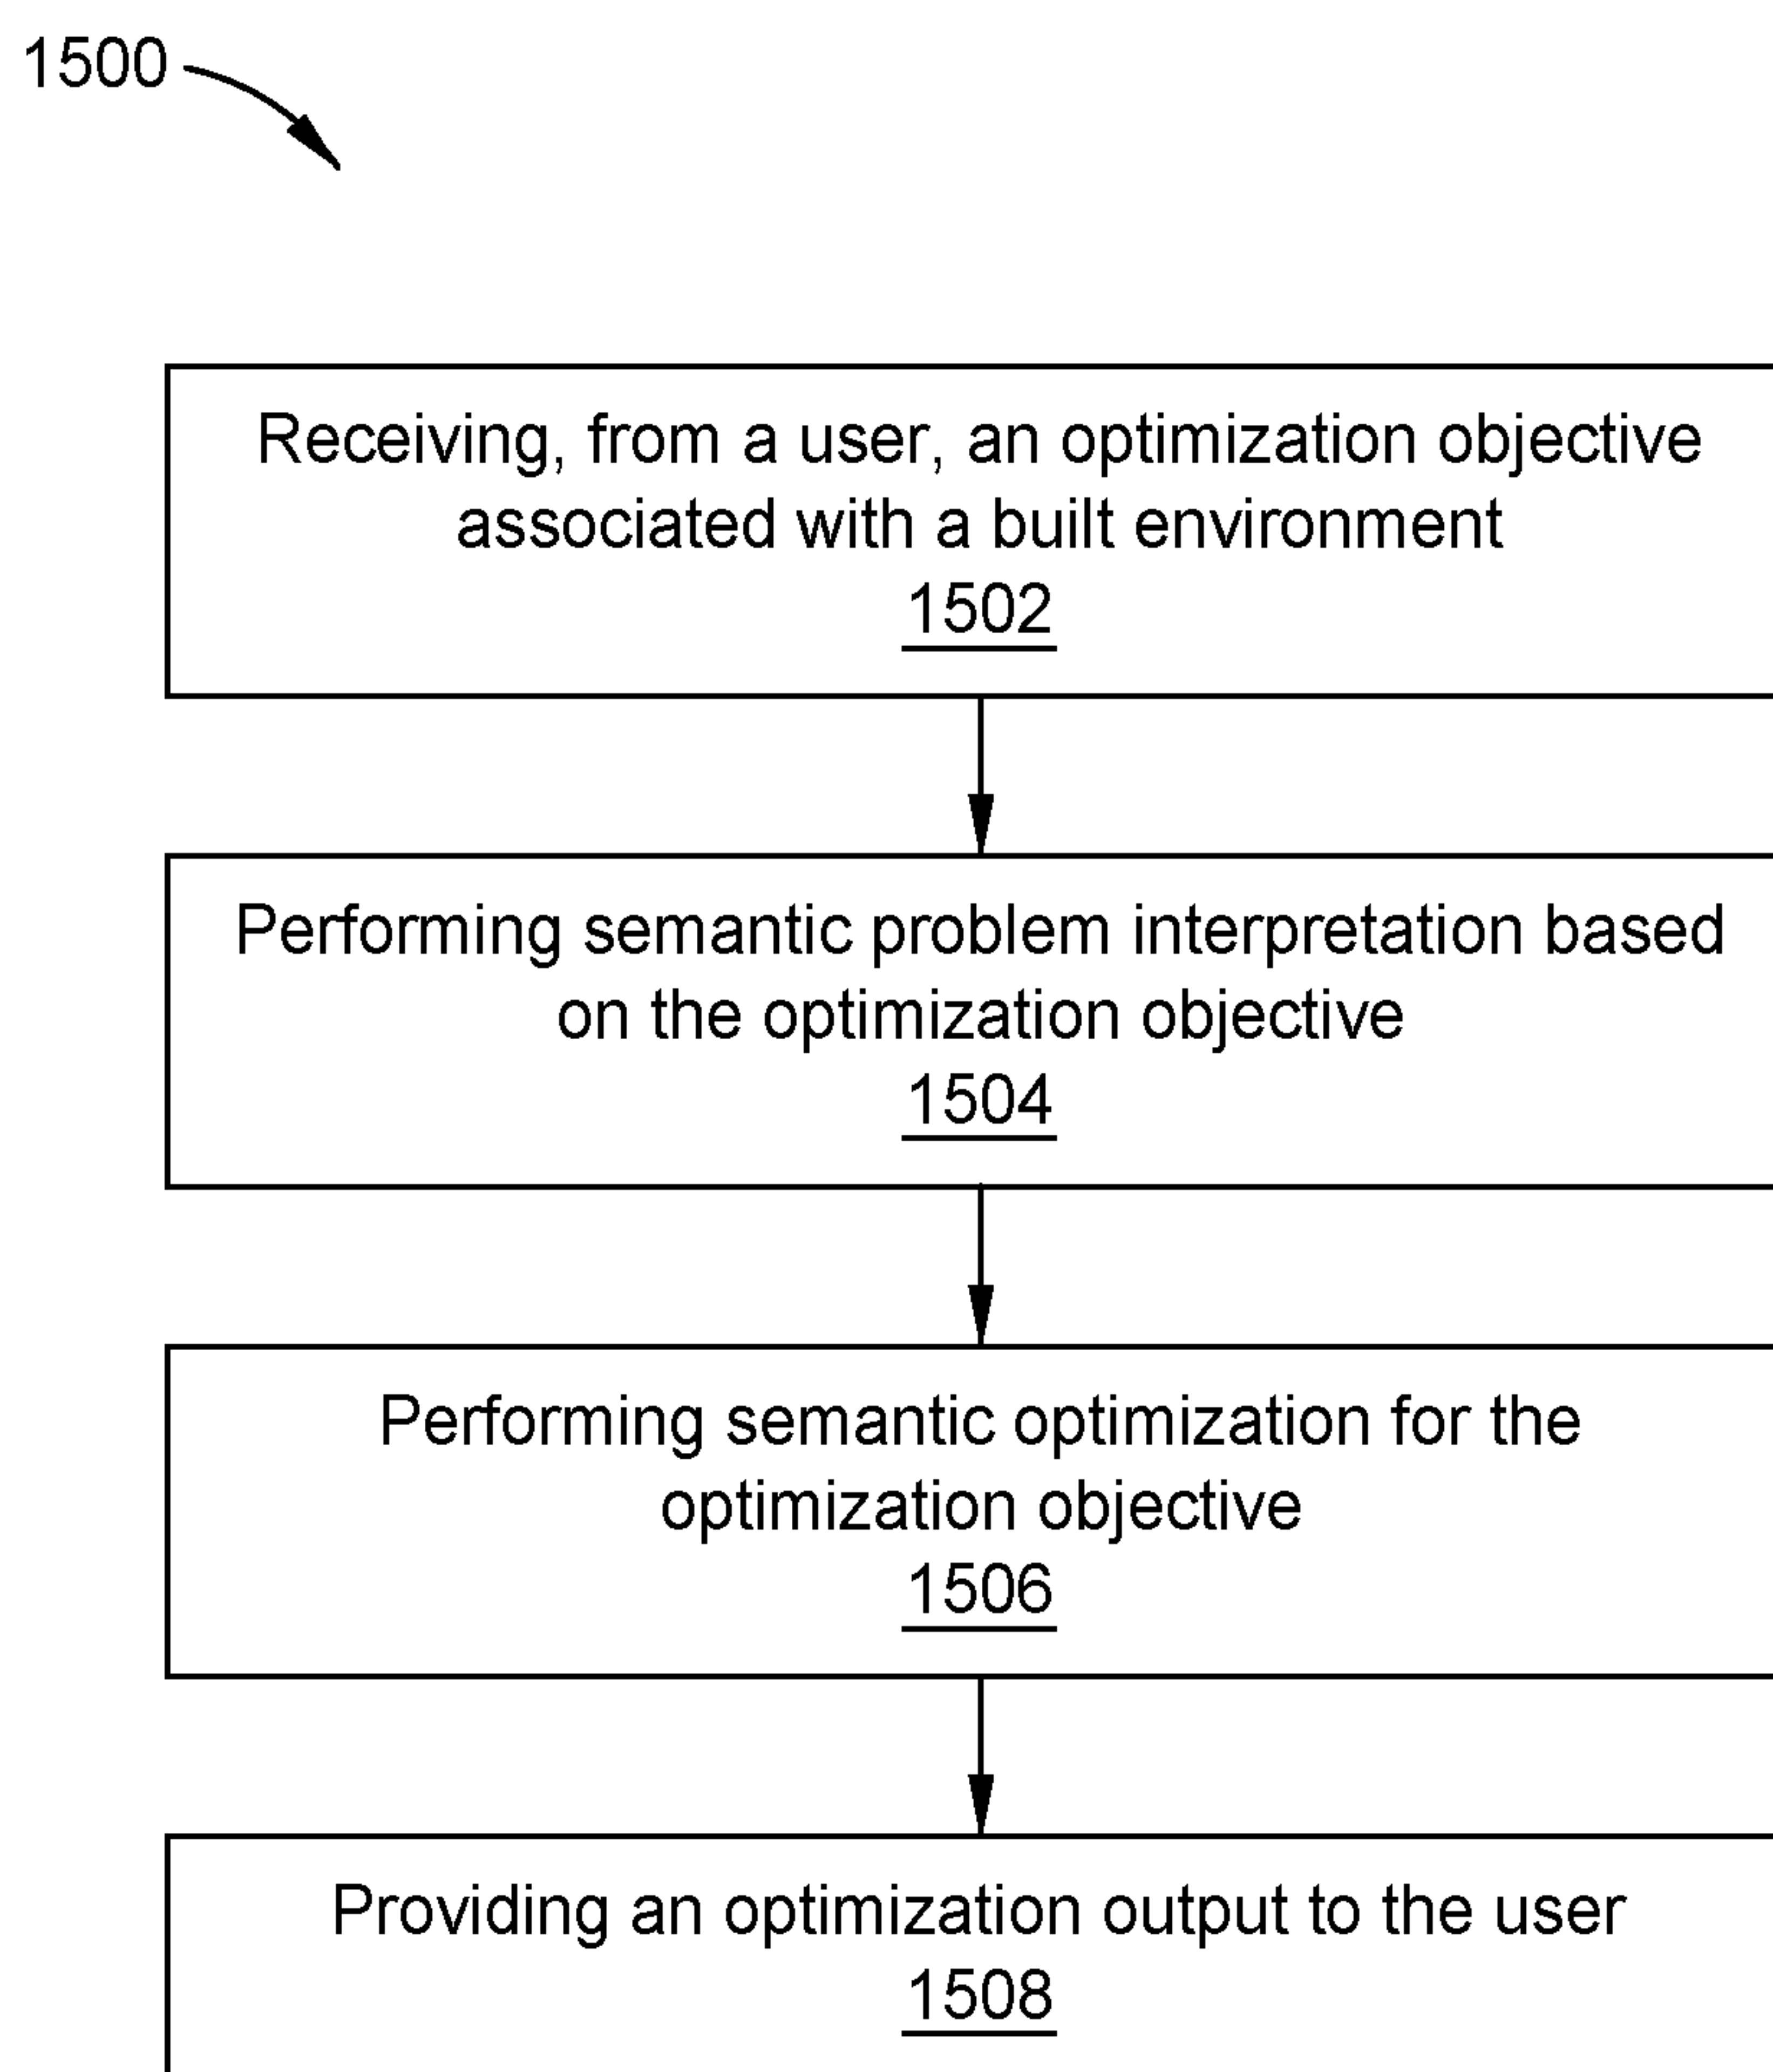 1500
Receiving, from a user, an optimization objective
associated with a built environment
1502
Performing semantic problem interpretation based
on the optimization objective
1504
Performing semantic optimization for the
optimization objective
1506
Providing an optimization output to the user
1508